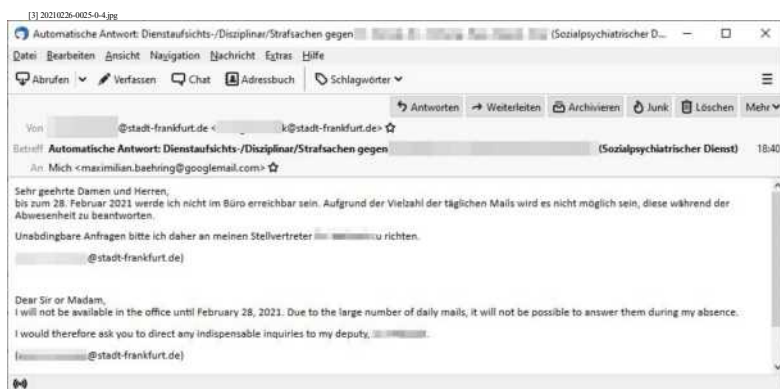 [3] 20210226-0025-0-4.jpg
Automatische Antwort: Dienstaufsichts-/Disziplinar/Strafsachen gegen (Sozialpsychiatrischer D...
Datei Bearbeiten Ansicht Navigation Nachricht Extras Hilfe
Abrufen Verfassen Chat Adressbuch Schlagwörter
Antworten Weiterleiten Archivieren Junk Löschen Mehr
Von @stadt-frankfurt.de < k@stadt-frankfurt.de>
Betreff Automatische Antwort: Dienstaufsichts-/Disziplinar/Strafsachen gegen (Sozialpsychiatrischer Dienst) 18:40
An Mich <maximilian.baehring@googlemail.com>
Sehr geehrte Damen und Herren,
bis zum 28. Februar 2021 werde ich nicht im Büro erreichbar sein. Aufgrund der Vielzahl der täglichen Mails wird es nicht möglich sein, diese während der
Abwesenheit zu beantworten.
Unabdingbare Anfragen bitte ich daher an meinen Stellvertreter zu richten.
@stadt-frankfurt.de)
Dear Sir or Madam,
I will not be available in the office until February 28, 2021. Due to the large number of daily mails, it will not be possible to answer them during my absence.
I would therefore ask you to direct any indispensable inquiries to my deputy, .
( @stadt-frankfurt.de)